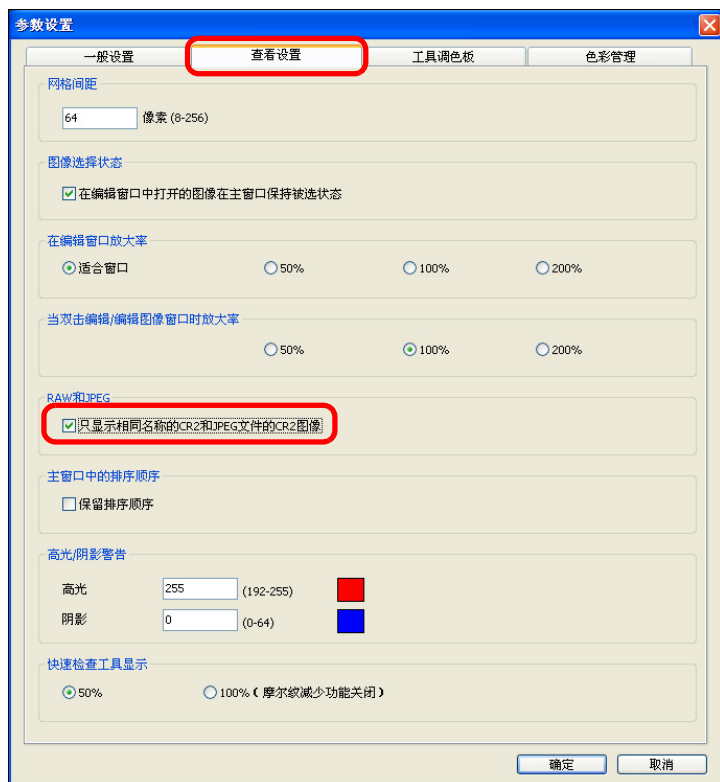 参数设置
一般设置 查看设置 工具调色板 色彩管理
网格间距
64 像素 (8-256)
图像选择状态
在编辑窗口中打开的图像在主窗口保持被选状态
在编辑窗口放大率
适合窗口 50% 100% 200%
当双击编辑/编辑图像窗口时放大率
50% 100% 200%
RAW和JPEG
只显示相同名称的CR2和JPEG文件的CR2图像
主窗口中的排序顺序
保留排序顺序
高光/阴影警告
高光 255 (192-255)
阴影 0 (0-64)
快速检查工具显示
50% 100% ( 摩尔纹减少功能关闭 )
确定 取消